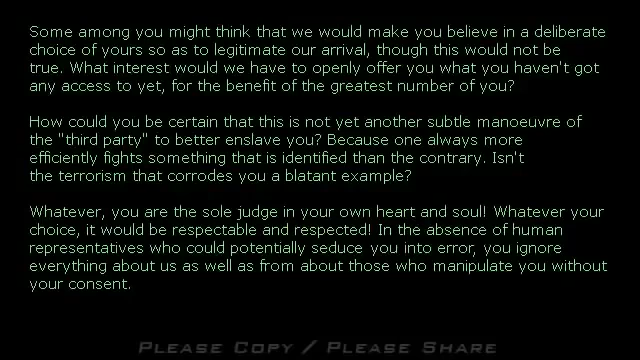 Some among you might think that we would make you believe in a deliberate
choice of yours so as to legitimate our arrival, though this would not be
true. What interest would we have to openly offer you what you haven't got
any access to yet, for the benefit of the greatest number of you?
How could you be certain that this is not yet another subtle manoeuvre of
the "third party" to better enslave you? Because one always more
efficiently fights something that is identified than the contrary. Isn't
the terrorism that corrodes you a blatant example?
Whatever, you are the sole judge in your own heart and soul! Whatever your
choice, it would be respectable and respected! In the absence of human
representatives who could potentially seduce you into error, you ignore
everything about us as well as from about those who manipulate you without
your consent.
Please Copy / Please Share